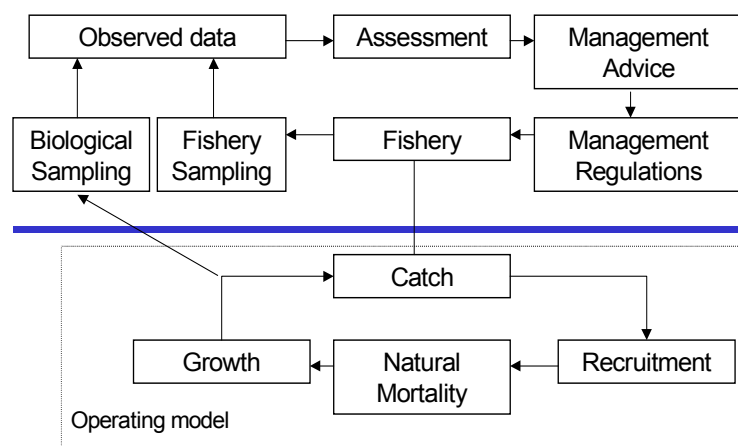 Observed data
Assessment
Management
Advice
Biological
Sampling
Fishery
Sampling
Fishery
Management
Regulations
Catch
Growth
Natural
Mortality
Recruitment
Operating model